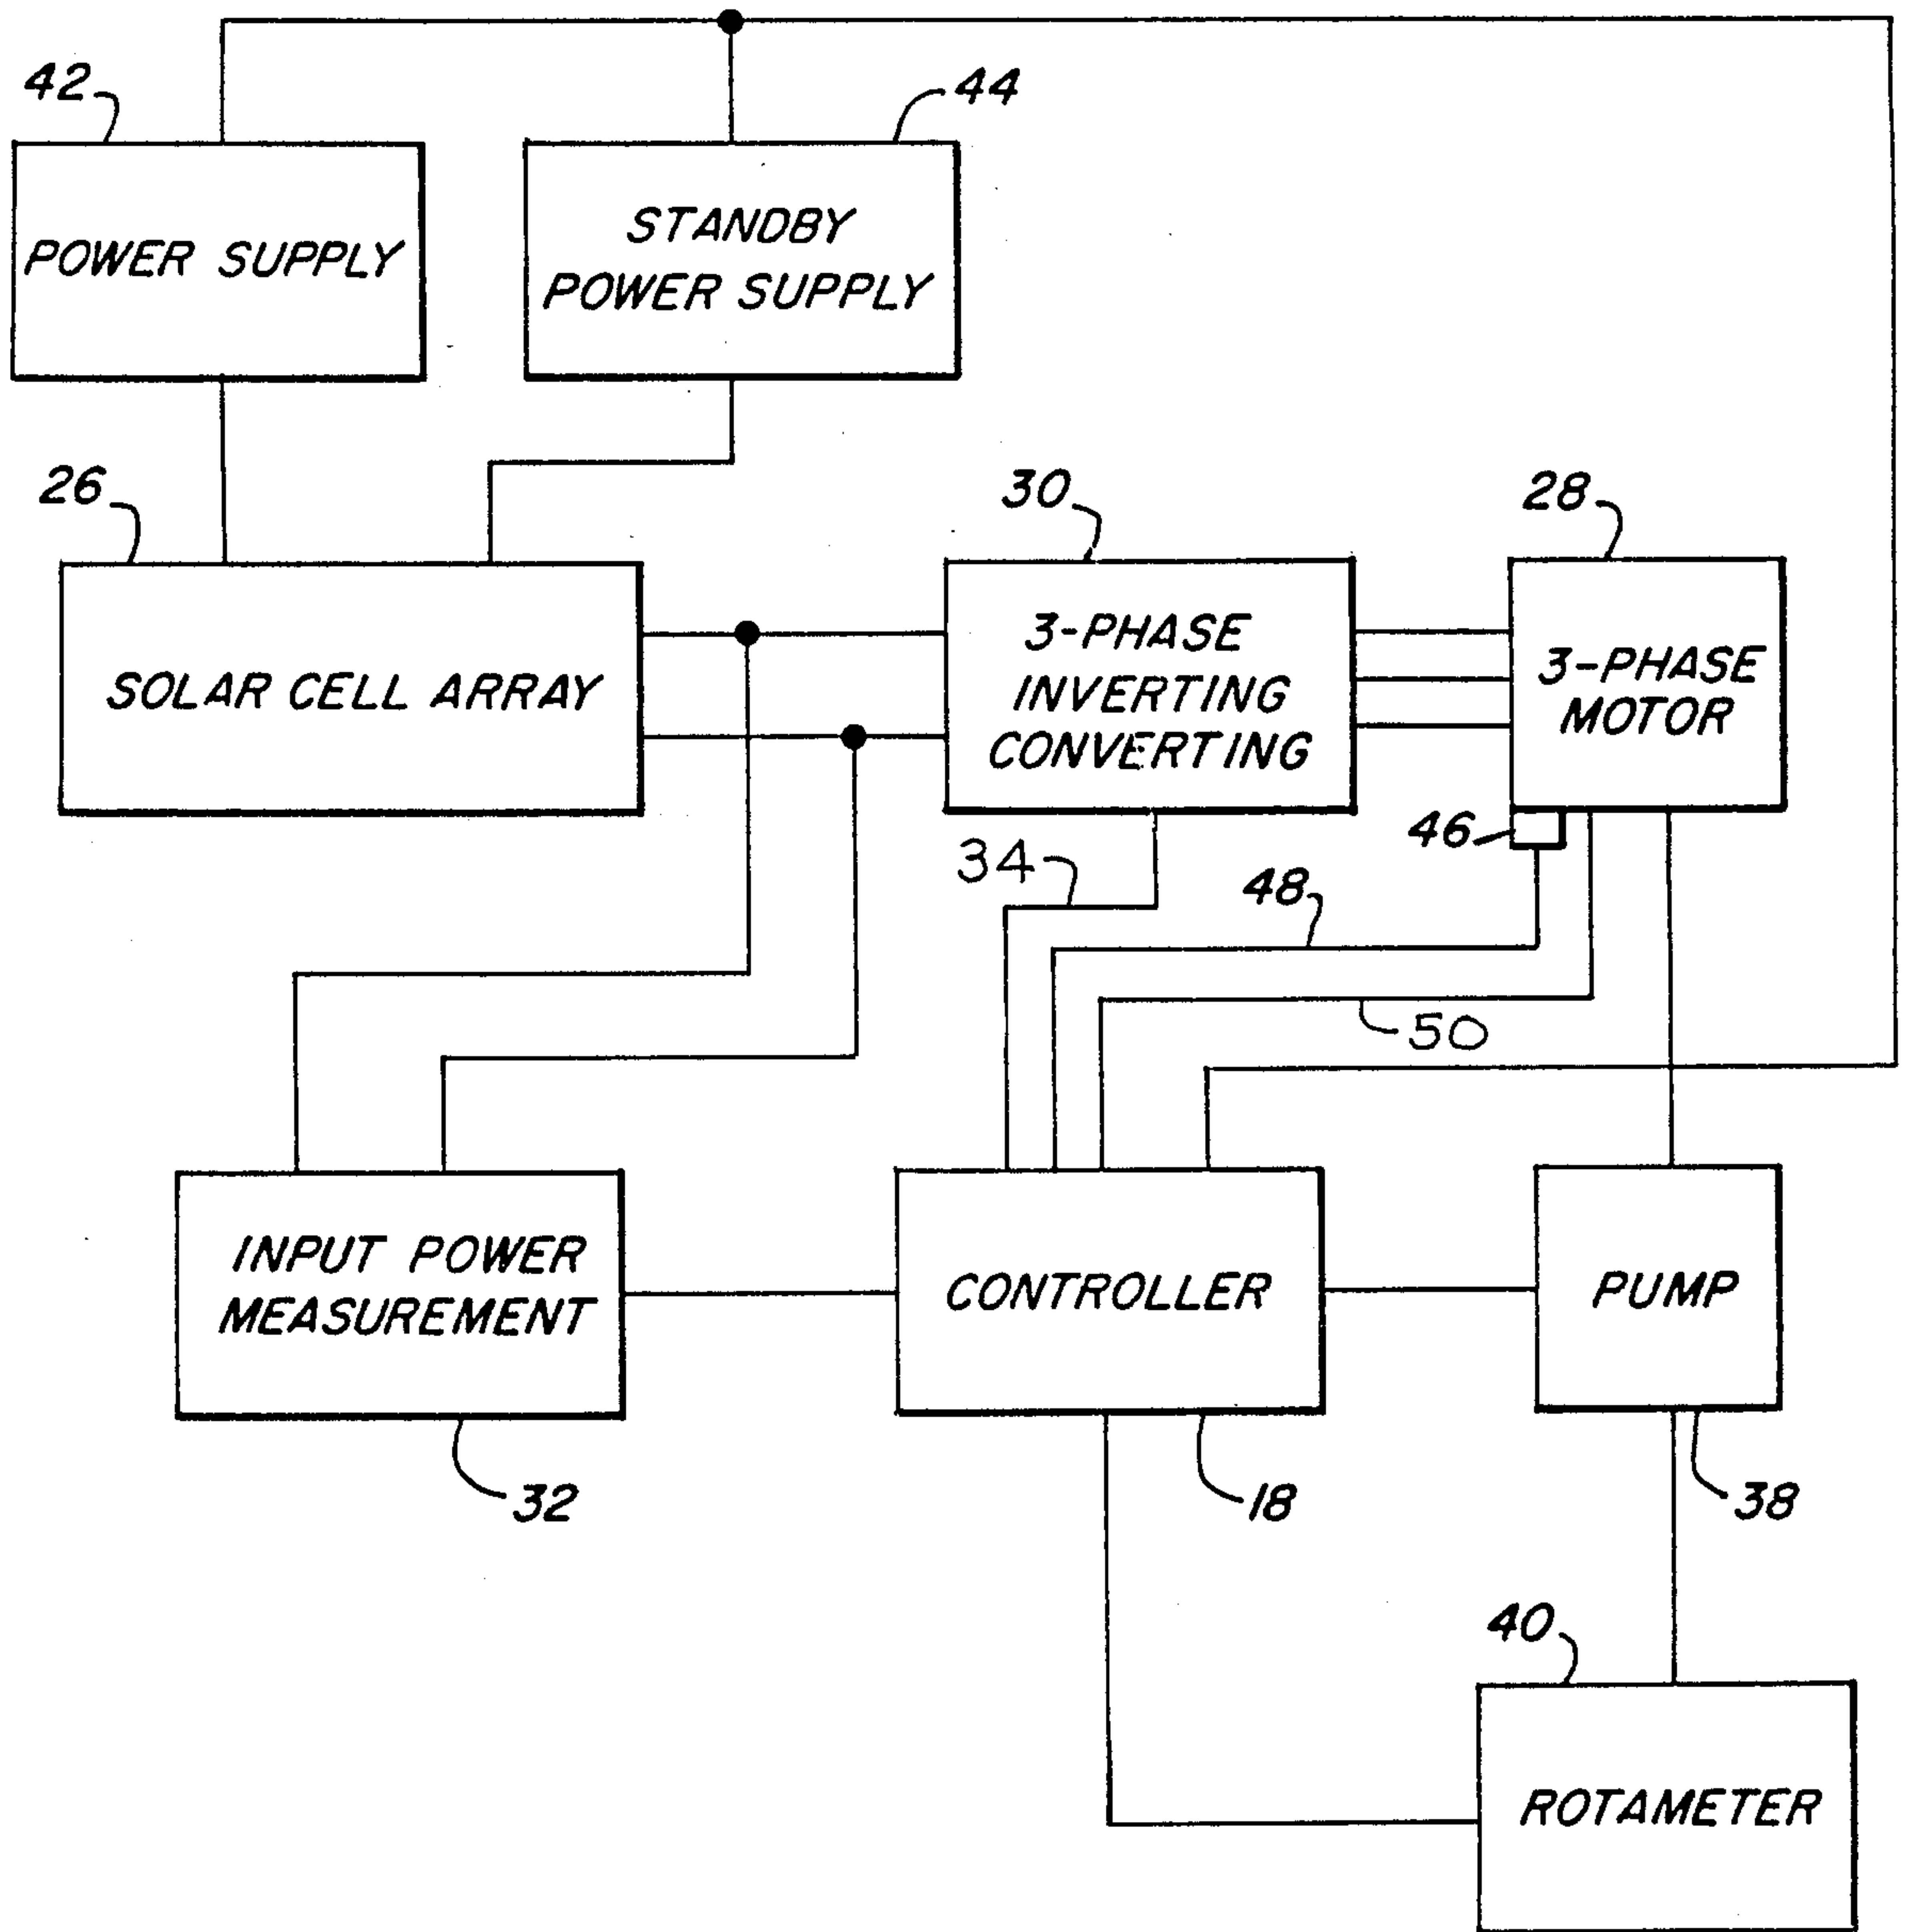 42
44
POWER SUPPLY
STANDBY
POWER SUPPLY
26
30
28
SOLAR CELL ARRAY
3-PHASE
INVERTING
CONVERTING
3-PHASE
MOTOR
46
34
48
50
INPUT POWER
MEASUREMENT
CONTROLLER
PUMP
32
18
38
40
ROTAMETER